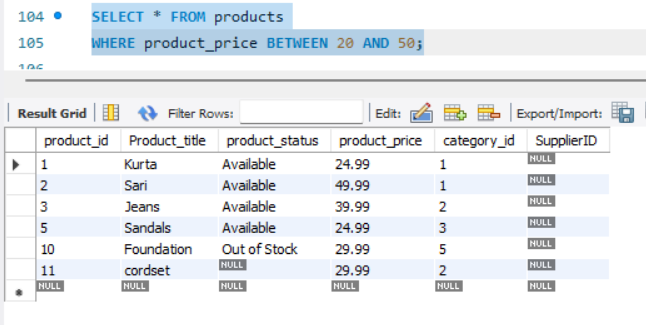 104 SELECT * FROM products
105 WHERE product_price BETWEEN 20 AND 50;
106
Result Grid Filter Rows: Edit: Export/Import:
product_id Product_title product_status product_price category_id SupplierID
1 Kurta Available 24.99 1 NULL
2 Sari Available 49.99 1 NULL
3 Jeans Available 39.99 2 NULL
5 Sandals Available 24.99 3 NULL
10 Foundation Out of Stock 29.99 5 NULL
11 cordset NULL 29.99 2 NULL
NULL NULL NULL NULL NULL NULL